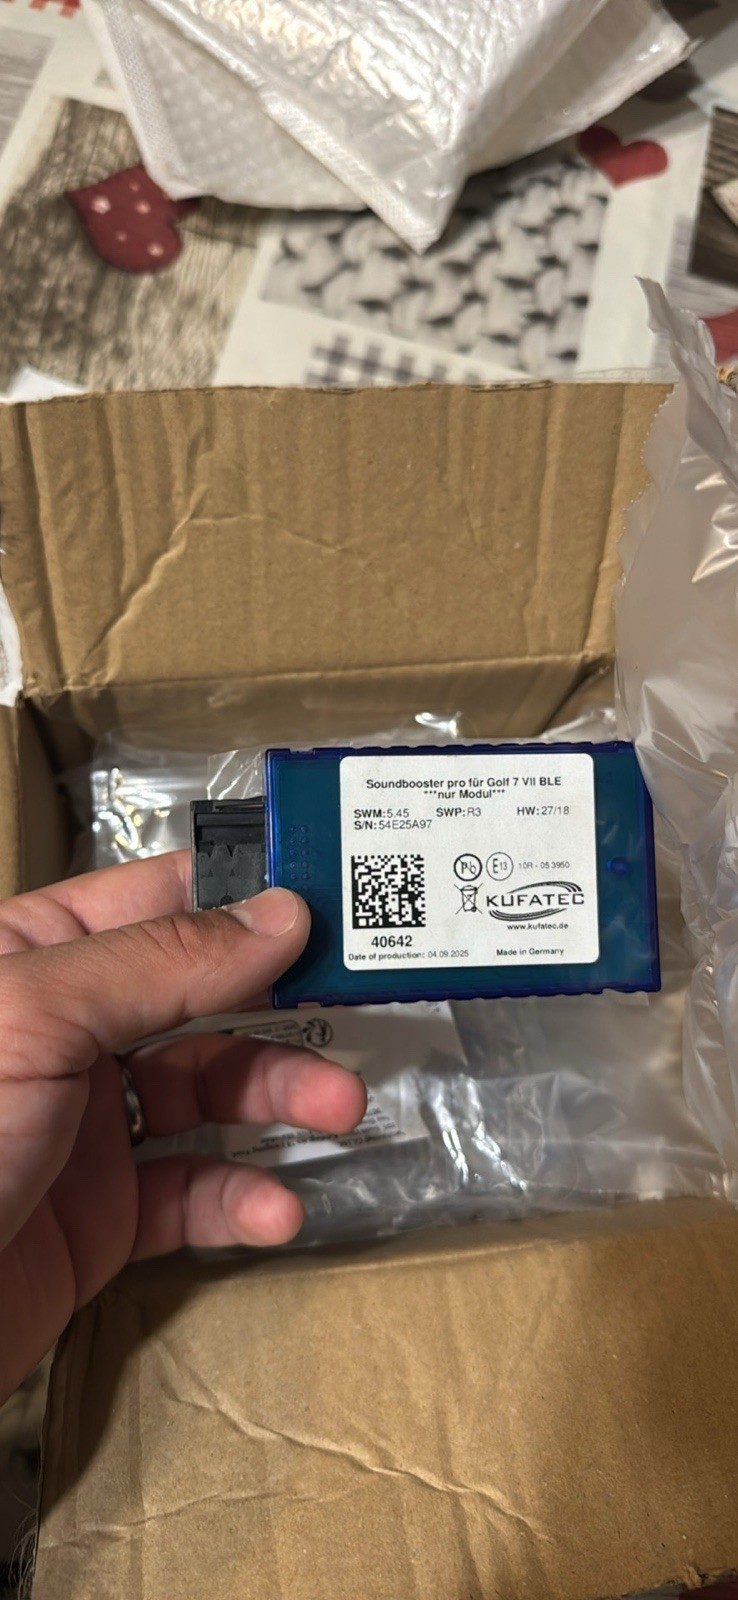 Soundbooster pro für Golf 7 VII BLE
***nur Modul***
SWM:5.45 SWP:R3 HW:27/18
S/N:54E25A97
Pb E13 10R - 05 3950
KUFATEC
www.kufatec.de
40642
Date of production: 04.09.2025 Made in Germany